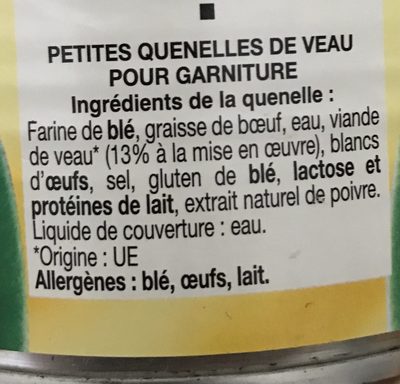 PETITES QUENELLES DE VEAU
POUR GARNITURE
Ingrédients de la quenelle :
Farine de blé, graisse de bœuf, eau, viande
de veau* (13% à la mise en œuvre), blancs
d'œufs, sel, gluten de blé, lactose et
protéines de lait, extrait naturel de poivre.
Liquide de couverture : eau.
*Origine : UE
Allergènes : blé, œufs, lait.